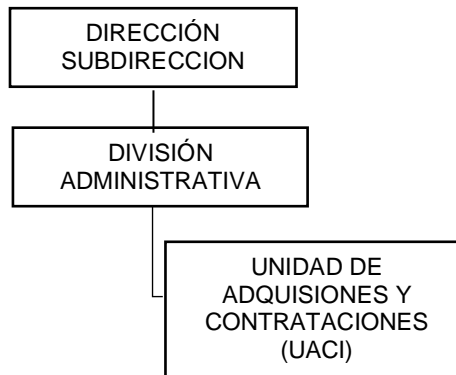 DIRECCIÓN
SUBDIRECCION
DIVISIÓN
ADMINISTRATIVA
UNIDAD DE
ADQUISIONES Y
CONTRATACIONES
(UACI)